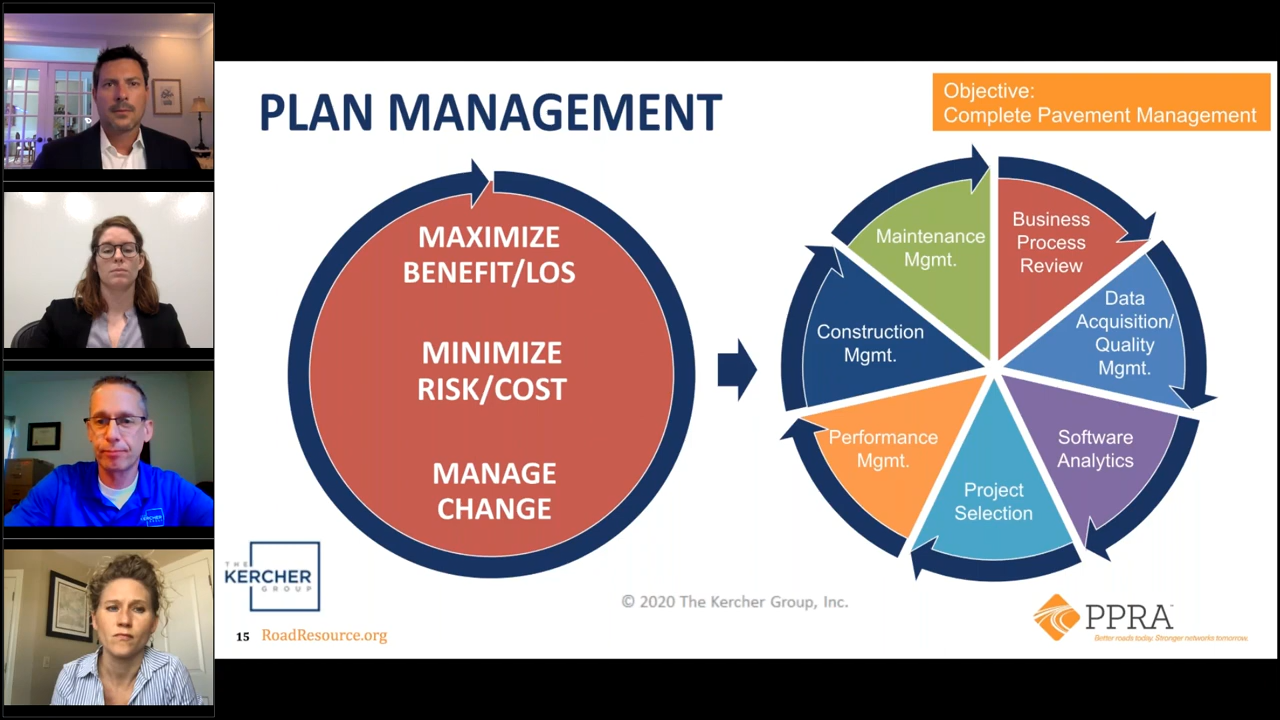 PLAN MANAGEMENT
Objective:
Complete Pavement Management
MAXIMIZE
BENEFIT/LOS
MINIMIZE
RISK/COST
MANAGE
CHANGE
Business
Process
Review
Data
Acquisition/
Quality
Mgmt.
Software
Analytics
Project
Selection
Performance
Mgmt.
Construction
Mgmt.
Maintenance
Mgmt.
THE
KERCHER
GROUP
© 2020 The Kercher Group, Inc.
15 RoadResource.org
PPRA
Better roads today. Stronger networks tomorrow.
KERCHER